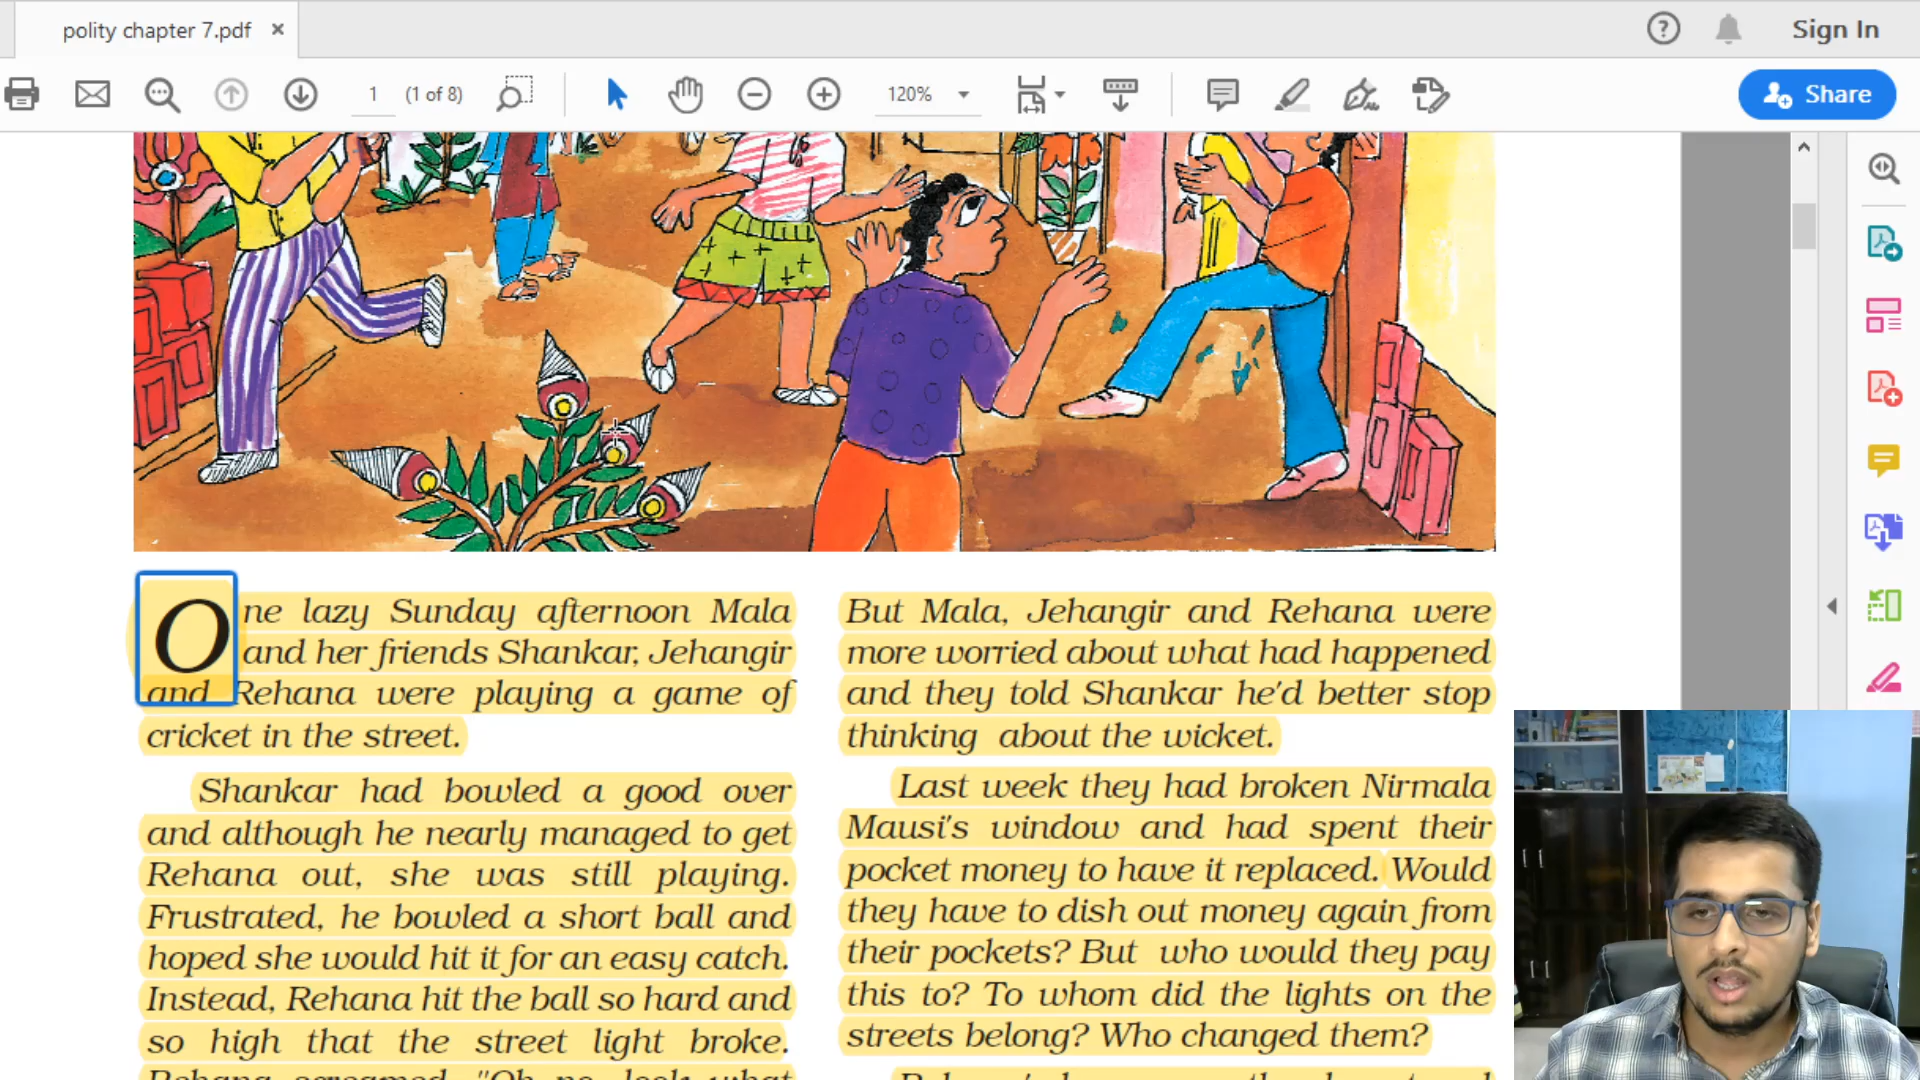 polity chapter 7.pdf
Sign In
1 (1 of 8)
120%
Share
One lazy Sunday afternoon Mala
and her friends Shankar, Jehangir
and Rehana were playing a game of
cricket in the street.
Shankar had bowled a good over
and although he nearly managed to get
Rehana out, she was still playing.
Frustrated, he bowled a short ball and
hoped she would hit it for an easy catch.
Instead, Rehana hit the ball so hard and
so high that the street light broke.
Rehana screamed, "Oh no, look what
But Mala, Jehangir and Rehana were
more worried about what had happened
and they told Shankar he'd better stop
thinking about the wicket.
Last week they had broken Nirmala
Mausi's window and had spent their
pocket money to have it replaced. Would
they have to dish out money again from
their pockets? But who would they pay
this to? To whom did the lights on the
streets belong? Who changed them?